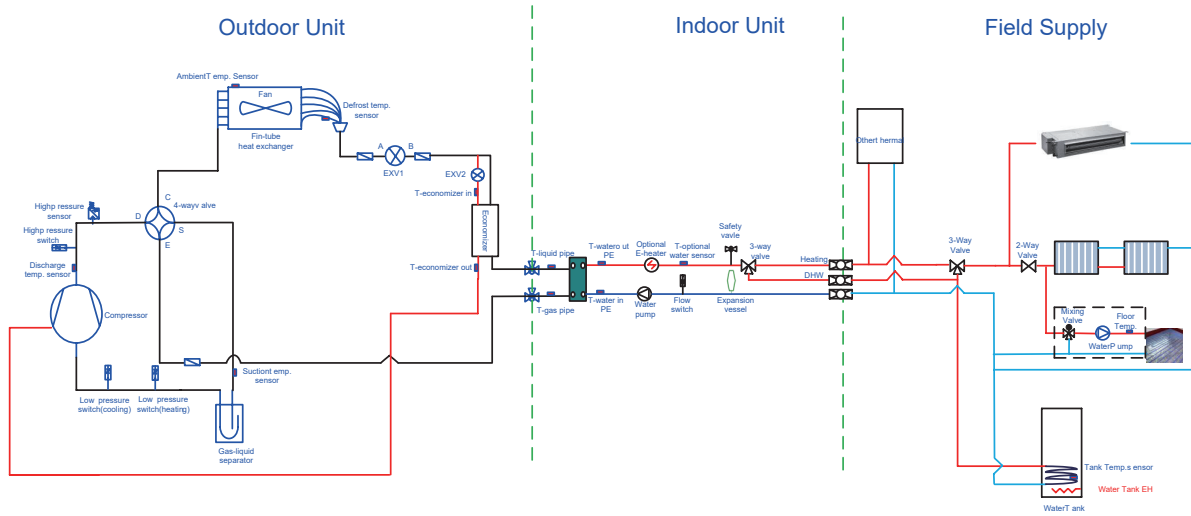 Outdoor Unit
Indoor Unit
Field Supply
AmbientT emp. Sensor
Fan
Defrost temp.
sensor
Fin-tube
heat exchanger
A
B
EXV1
EXV2
T-economizer in
C
4-wayv alve
D
S
E
Highp ressure
sensor
Highp ressure
switch
Discharge
temp. sensor
Economizer
T-economizer out
Compressor
Suctiont emp.
sensor
Low pressure
switch(cooling)
Low pressure
switch(heating)
Gas-liquid
separator
T-liquid pipe
T-gas pipe
T-watero ut
PE
Optional
E-heater
T-optional
water sensor
Safety
vavle
3-way
valve
Heating
DHW
T-water in
PE
Water
pump
Flow
switch
Expansion
vessel
Othert hermal
3-Way
Valve
2-Way
Valve
Mixing
Valve
Floor
Temp.
WaterP ump
Tank Temp.s ensor
Water Tank EH
WaterT ank